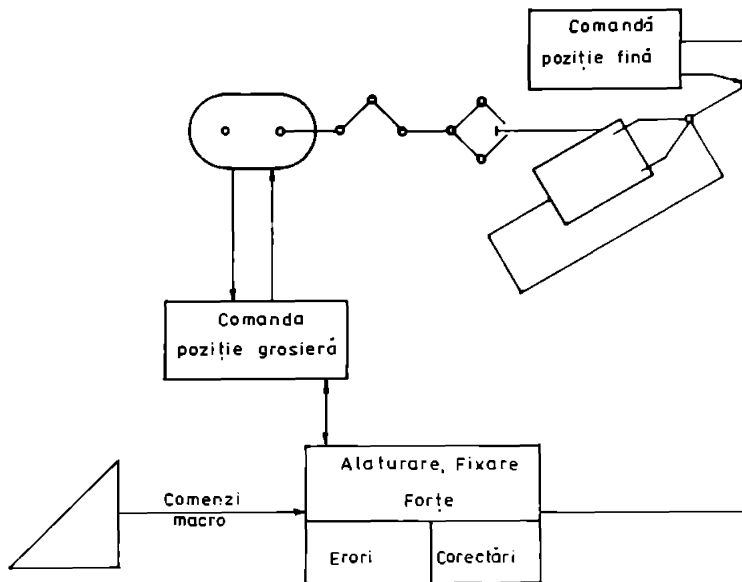 Comandă
poziție fină
Comanda
poziție grosieră
Alaturare, Fixare
Forțe
Comenzi
macro
Erori
Corectări